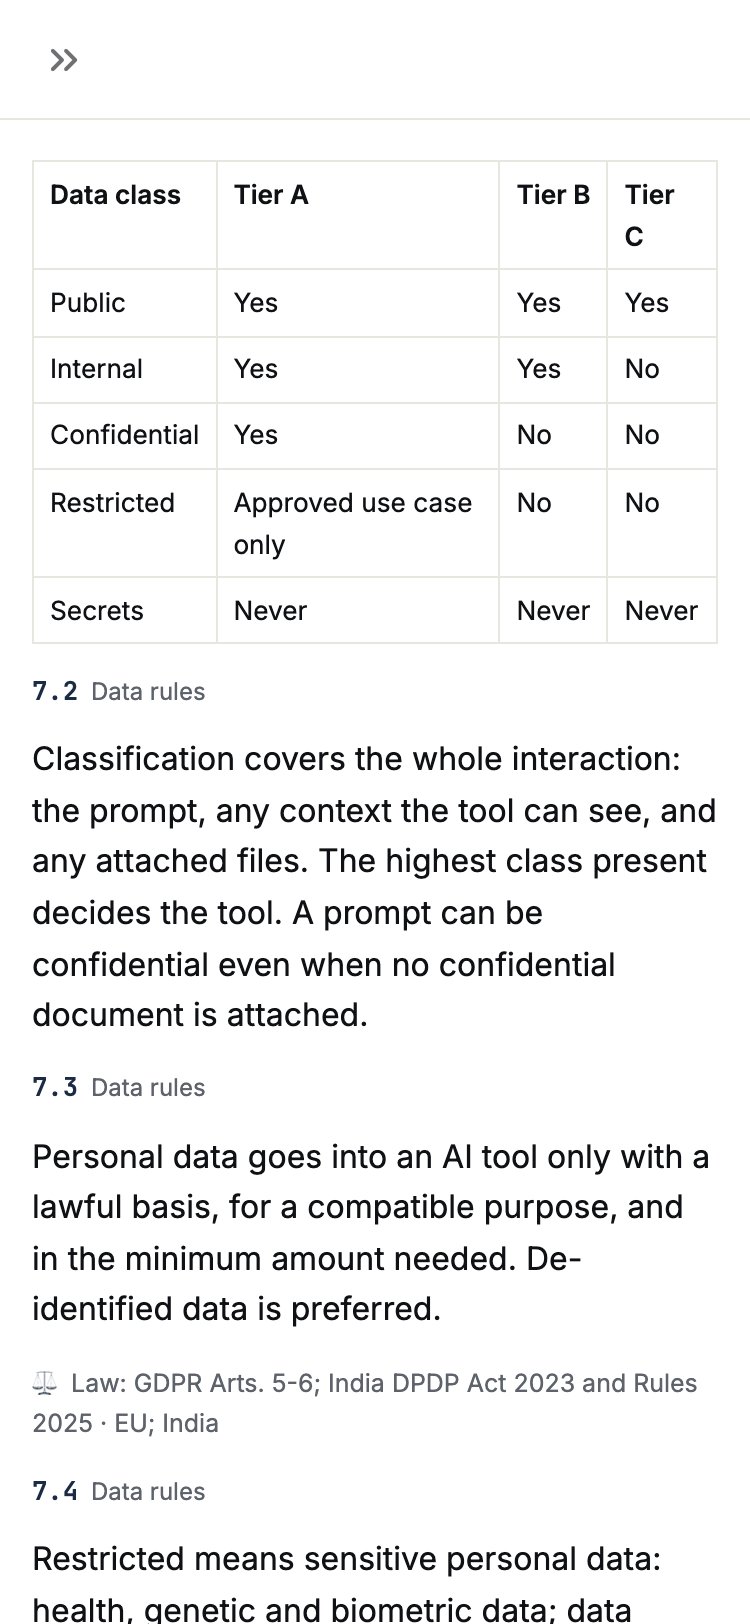 Data class Tier A Tier B Tier C
Public Yes Yes Yes
Internal Yes Yes No
Confidential Yes No No
Restricted Approved use case only No No
Secrets Never Never Never
7.2 Data rules
Classification covers the whole interaction:
the prompt, any context the tool can see, and
any attached files. The highest class present
decides the tool. A prompt can be
confidential even when no confidential
document is attached.
7.3 Data rules
Personal data goes into an AI tool only with a
lawful basis, for a compatible purpose, and
in the minimum amount needed. De-
identified data is preferred.
Law: GDPR Arts. 5-6; India DPDP Act 2023 and Rules
2025 · EU; India
7.4 Data rules
Restricted means sensitive personal data:
health, genetic and biometric data; data